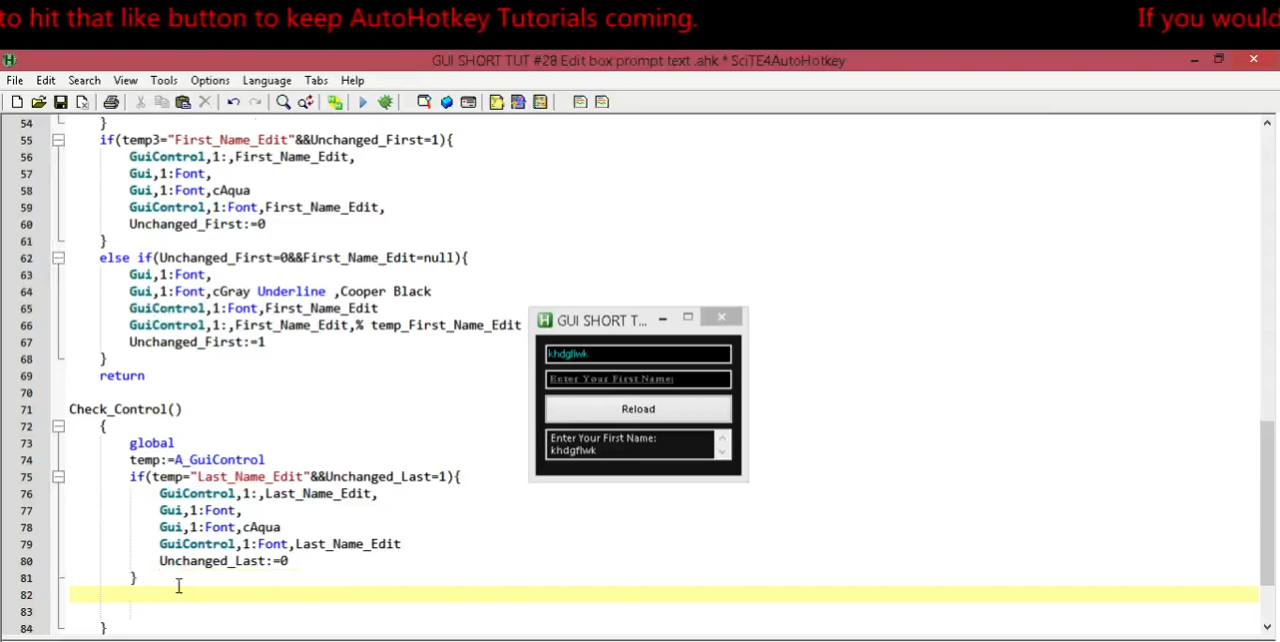 to hit that like button to keep AutoHotkey Tutorials coming. If you would
GUI SHORT TUT #28 Edit box prompt text .ahk * SciTE4AutoHotkey
File Edit Search View Tools Options Language Tabs Help
54 }
55 if(temp3="First_Name_Edit"&&Unchanged_First=1){
56 GuiControl,1:,First_Name_Edit,
57 Gui,1:Font,
58 Gui,1:Font,cAqua
59 GuiControl,1:Font,First_Name_Edit,
60 Unchanged_First:=0
61 }
62 else if(Unchanged_First=0&&First_Name_Edit=null){
63 Gui,1:Font,
64 Gui,1:Font,cGray Underline ,Cooper Black
65 GuiControl,1:Font,First_Name_Edit
66 GuiControl,1:,First_Name_Edit,% temp_First_Name_Edit
67 Unchanged_First:=1
68 }
69 return
70
71 Check_Control()
72 {
73 global
74 temp:=A_GuiControl
75 if(temp="Last_Name_Edit"&&Unchanged_Last=1){
76 GuiControl,1:,Last_Name_Edit,
77 Gui,1:Font,
78 Gui,1:Font,cAqua
79 GuiControl,1:Font,Last_Name_Edit
80 Unchanged_Last:=0
81 }
82
83
84 }
GUI SHORT T...
khdgflwk
Enter Your First Name:
Reload
Enter Your First Name:
khdgflwk